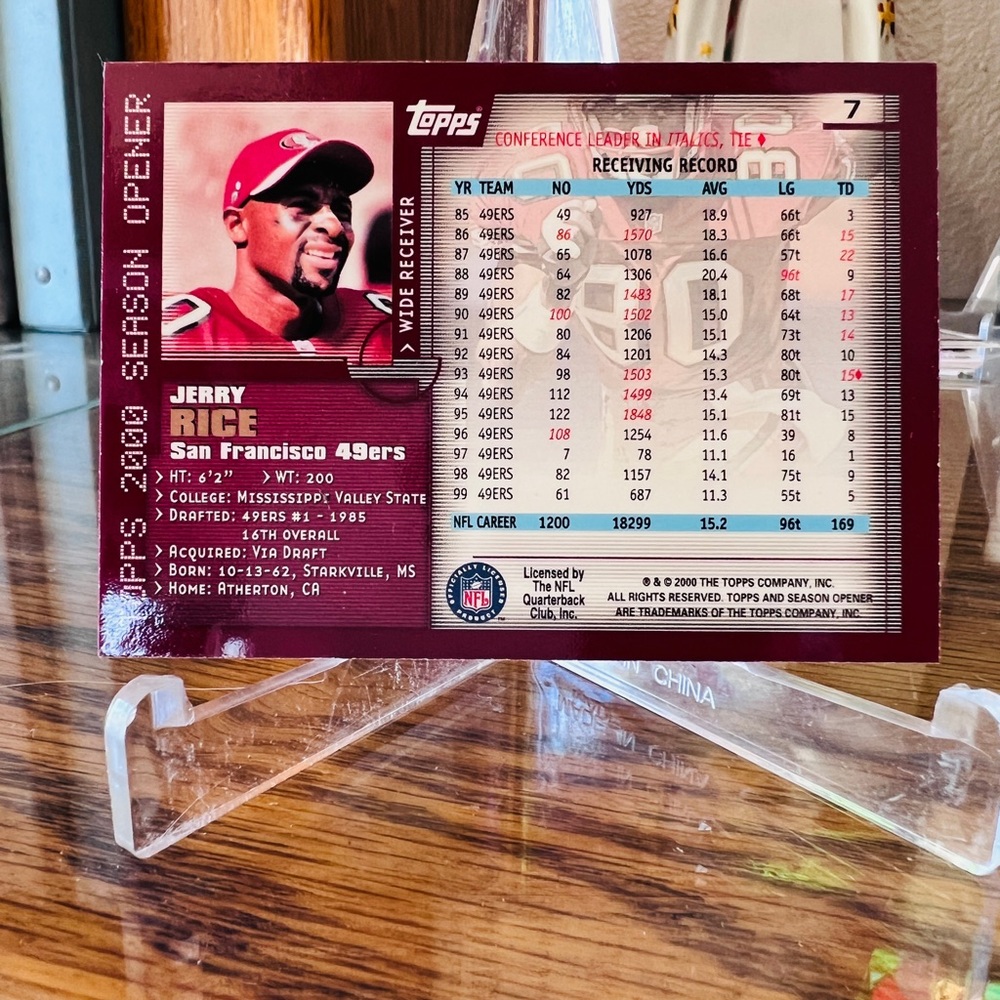 TOPPS 2000 SEASON OPENER
TOPPS
> WIDE RECEIVER
JERRY
RICE
San Francisco 49ers
> HT: 6'2" > WT: 200
> COLLEGE: MISSISSIPPI VALLEY STATE
> DRAFTED: 49ERS #1 - 1985
16TH OVERALL
> ACQUIRED: VIA DRAFT
> BORN: 10-13-62, STARKVILLE, MS
> HOME: ATHERTON, CA
7
CONFERENCE LEADER IN ITALICS, TIE ♦
RECEIVING RECORD
YR TEAM NO YDS AVG LG TD
85 49ERS 49 927 18.9 66t 3
86 49ERS 86 1570 18.3 66t 15
87 49ERS 65 1078 16.6 57t 22
88 49ERS 64 1306 20.4 96t 9
89 49ERS 82 1483 18.1 68t 17
90 49ERS 100 1502 15.0 64t 13
91 49ERS 80 1206 15.1 73t 14
92 49ERS 84 1201 14.3 80t 10
93 49ERS 98 1503 15.3 80t 15♦
94 49ERS 112 1499 13.4 69t 13
95 49ERS 122 1848 15.1 81t 15
96 49ERS 108 1254 11.6 39 8
97 49ERS 7 78 11.1 16 1
98 49ERS 82 1157 14.1 75t 9
99 49ERS 61 687 11.3 55t 5
NFL CAREER 1200 18299 15.2 96t 169
OFFICIALLY LICENSED
NFL
PRODUCT
TM
Licensed by
The NFL
Quarterback
Club, Inc.
® & © 2000 THE TOPPS COMPANY, INC.
ALL RIGHTS RESERVED. TOPPS AND SEASON OPENER
ARE TRADEMARKS OF THE TOPPS COMPANY, INC.
IN CHINA